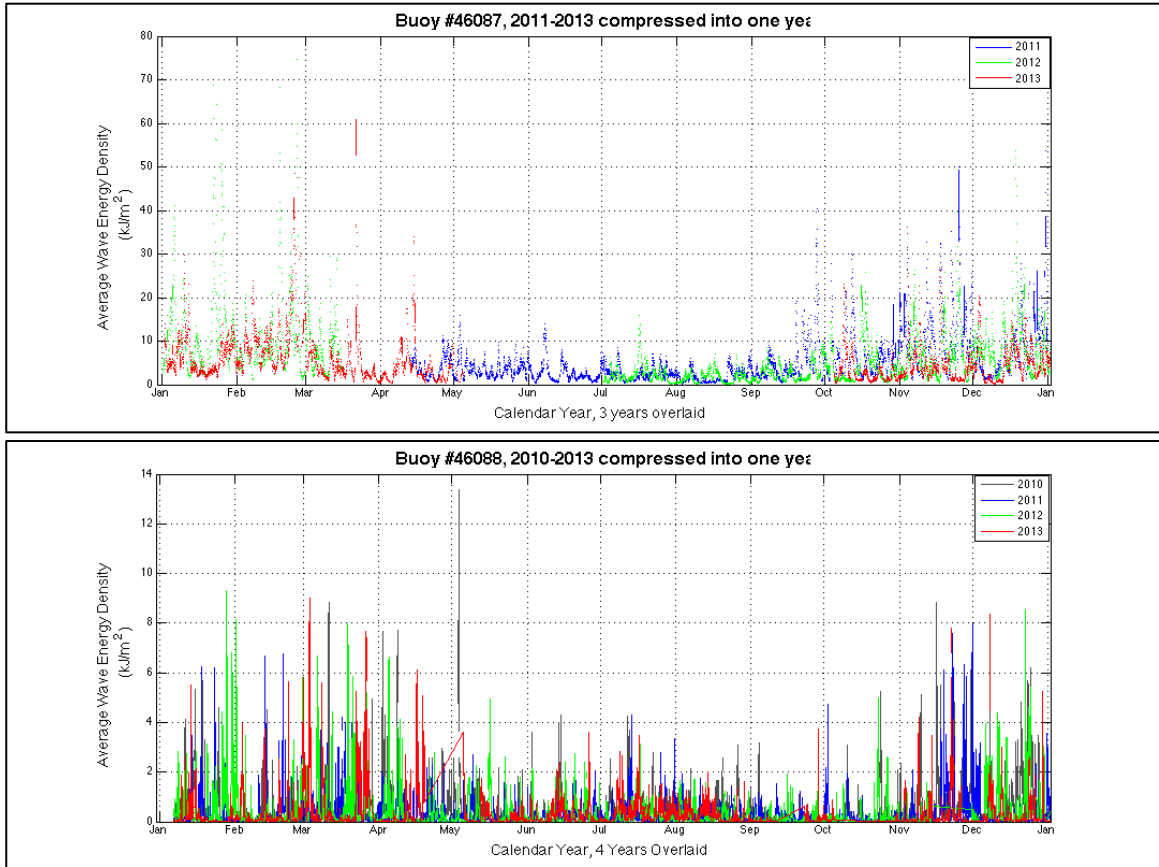 Buoy #46087, 2011-2013 compressed into one yea
80
70
60
50
40
30
20
10
0
Average Wave Energy Density
(kJ/m²)
2011
2012
2013
Jan Feb Mar Apr May Jun Jul Aug Sep Oct Nov Dec Jan
Calendar Year, 3 years overlaid
Buoy #46088, 2010-2013 compressed into one yea
14
12
10
8
6
4
2
0
Average Wave Energy Density
(kJ/m²)
2010
2011
2012
2013
Jan Feb Mar Apr May Jun Jul Aug Sep Oct Nov Dec Jan
Calendar Year, 4 Years Overlaid